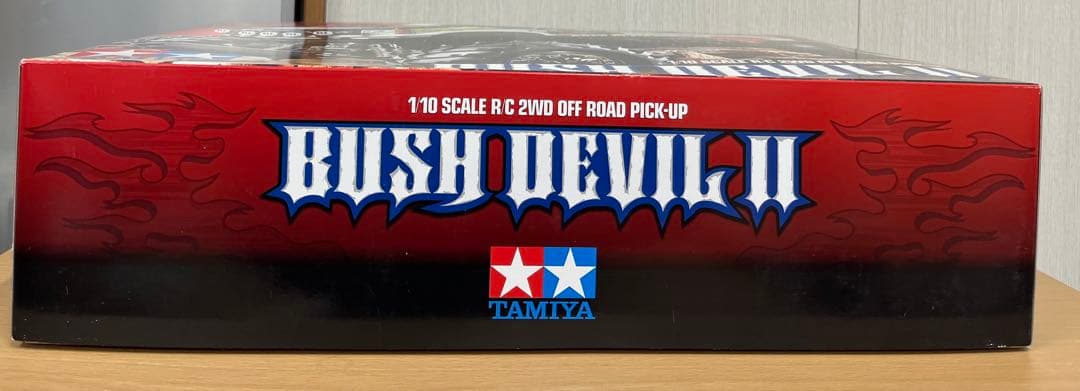 1/10 SCALE R/C 2WD OFF ROAD PICK-UP
BUSH DEVIL II
TAMIYA